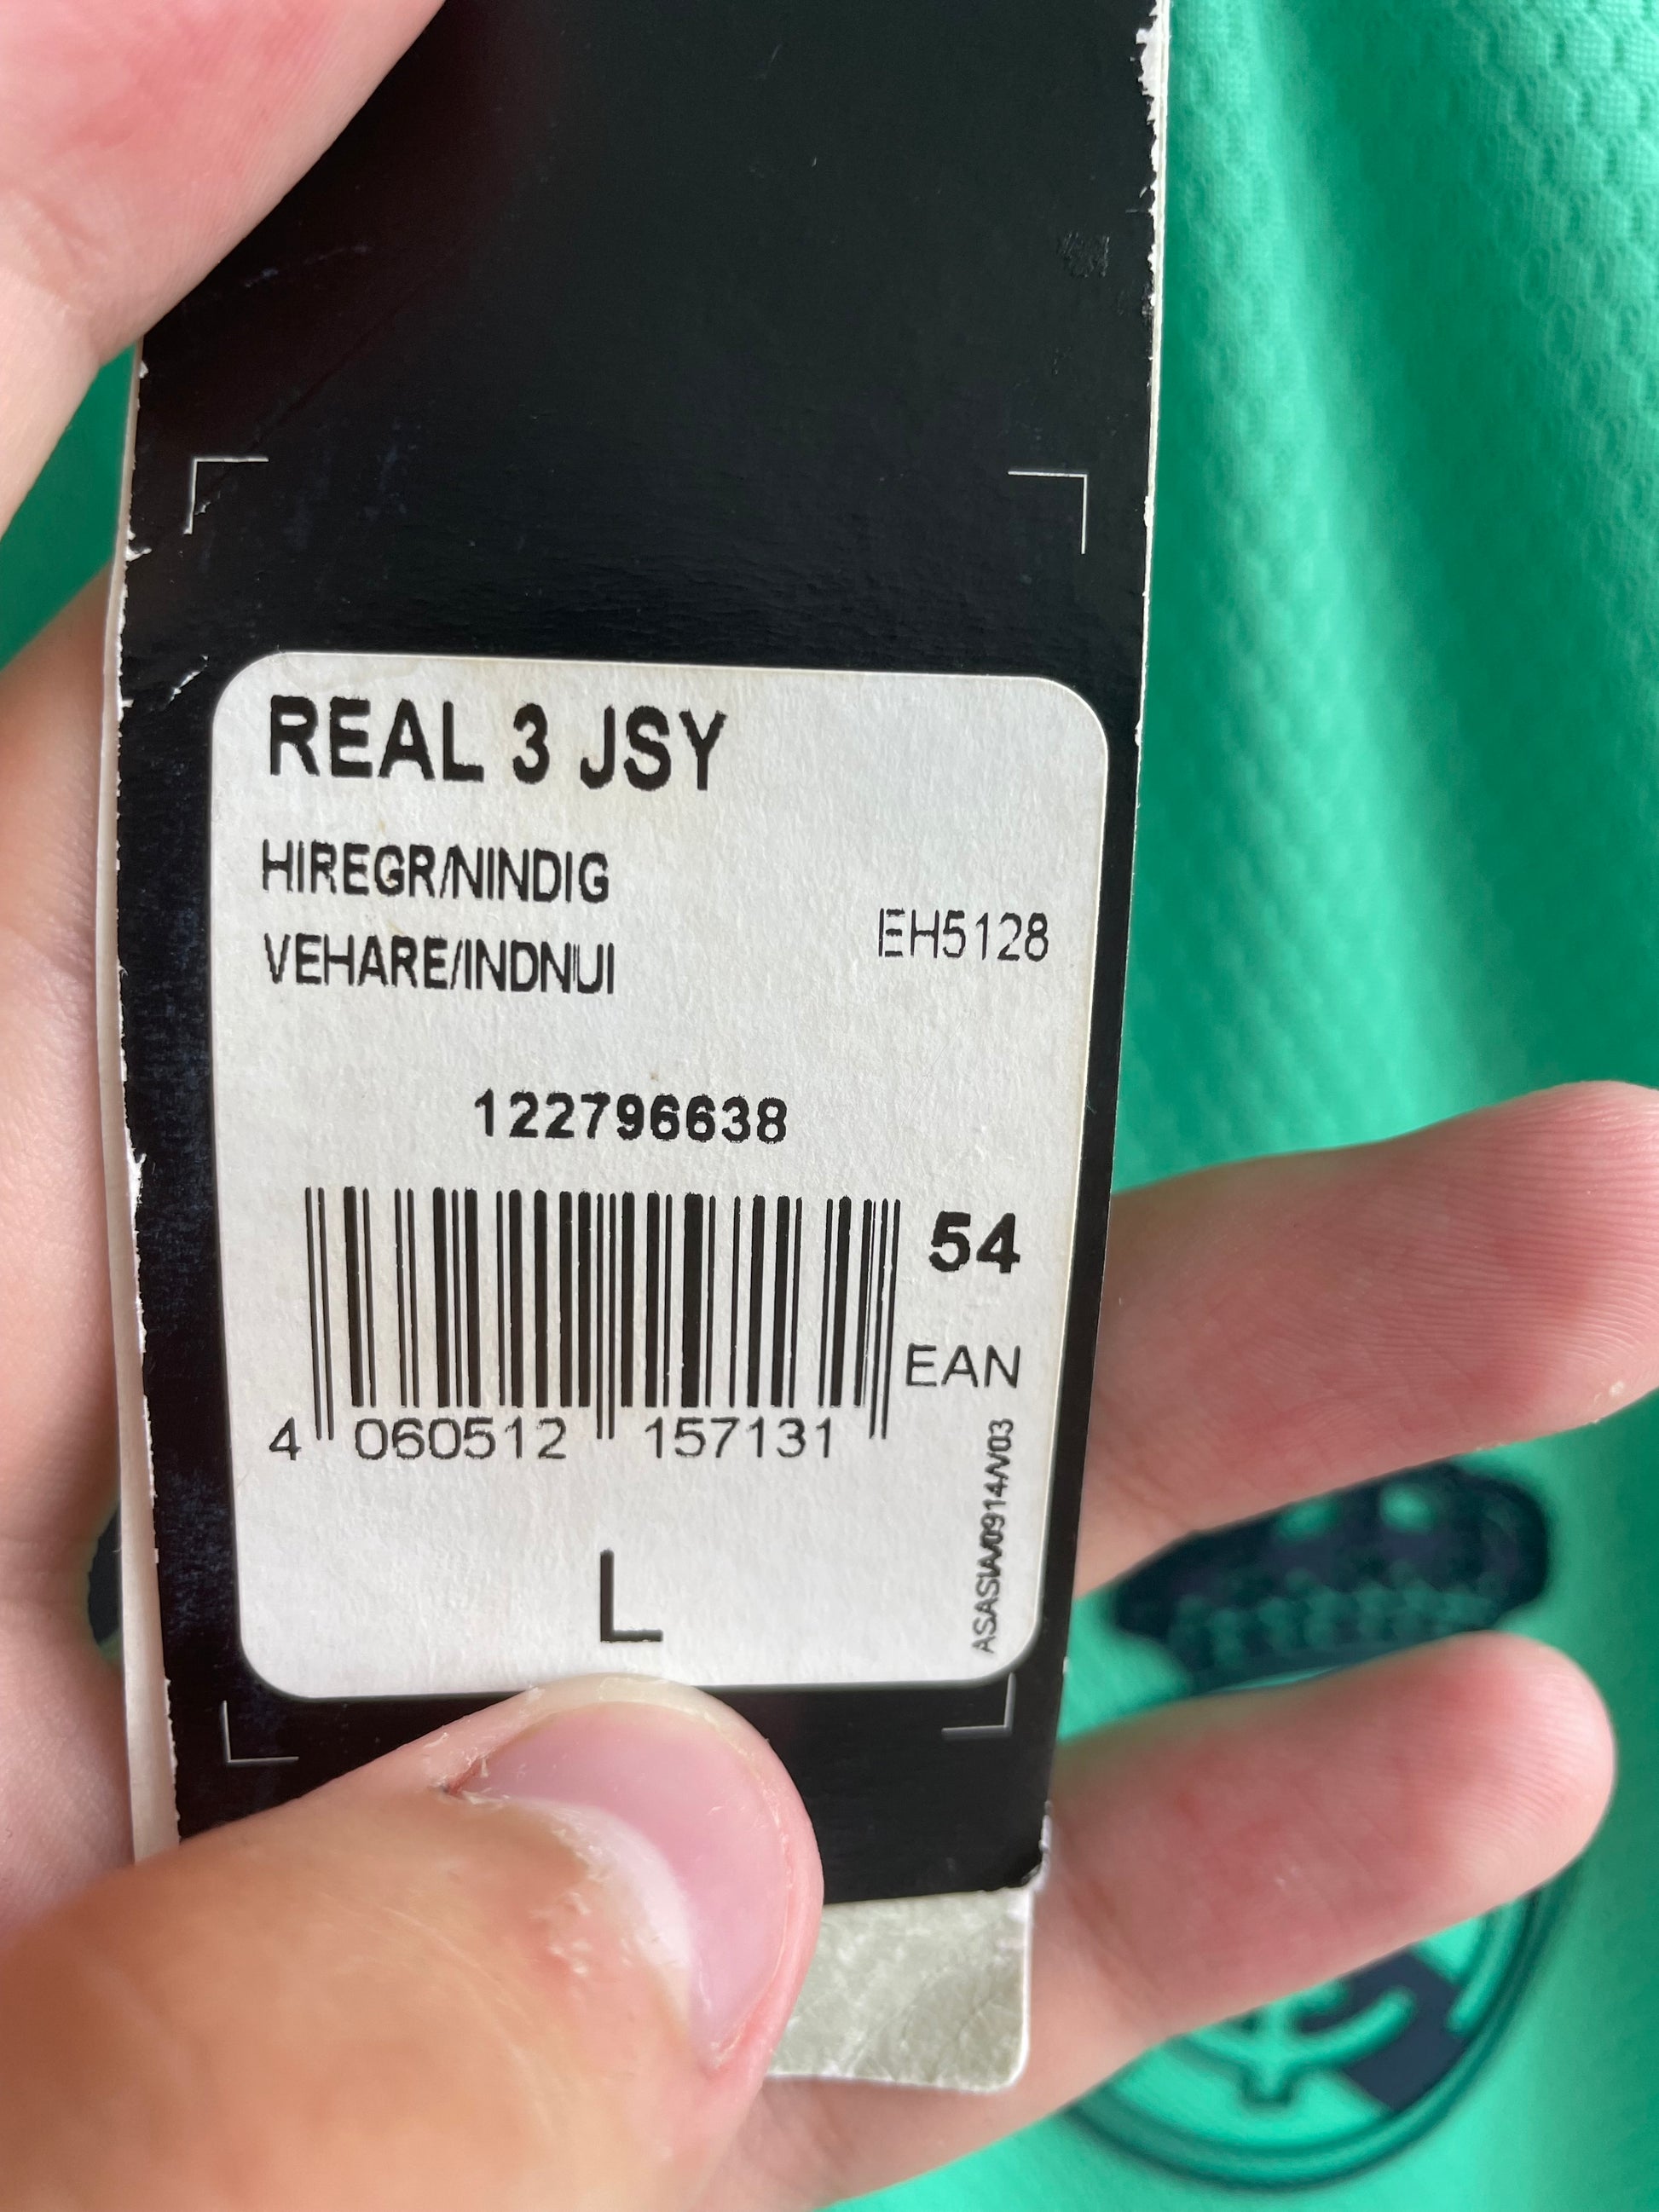 REAL 3 JSY
HIREGR/NINDIG
EH5128
VEHARE/INDNUI
122796638
54
EAN
4 060512 157131
ASASIA/0914/V03
L